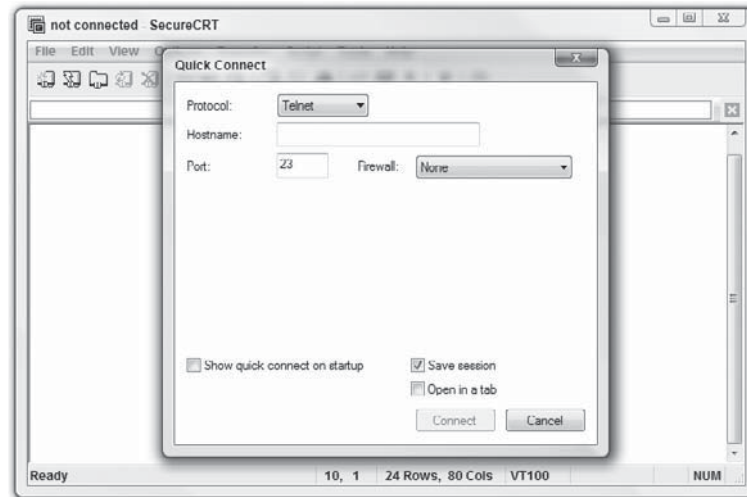 not connected - SecureCRT
File Edit View
Quick Connect
Protocol: Telnet
Hostname:
Port: 23 Firewall: None
Show quick connect on startup Save session
Open in a tab
Connect Cancel
Ready 10, 1 24 Rows, 80 Cols VT100 NUM